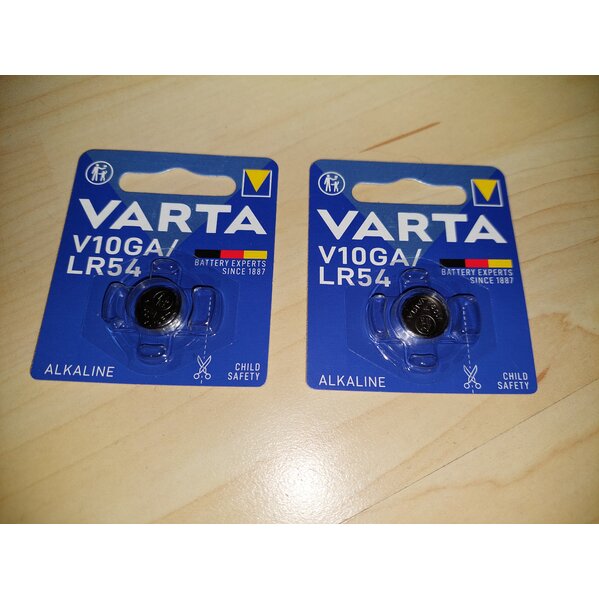 VARTA
V10GA/
LR54
BATTERY EXPERTS
SINCE 1887
ALKALINE
CHILD
SAFETY
VARTA
V10GA/
LR54
BATTERY EXPERTS
SINCE 1887
ALKALINE
CHILD
SAFETY